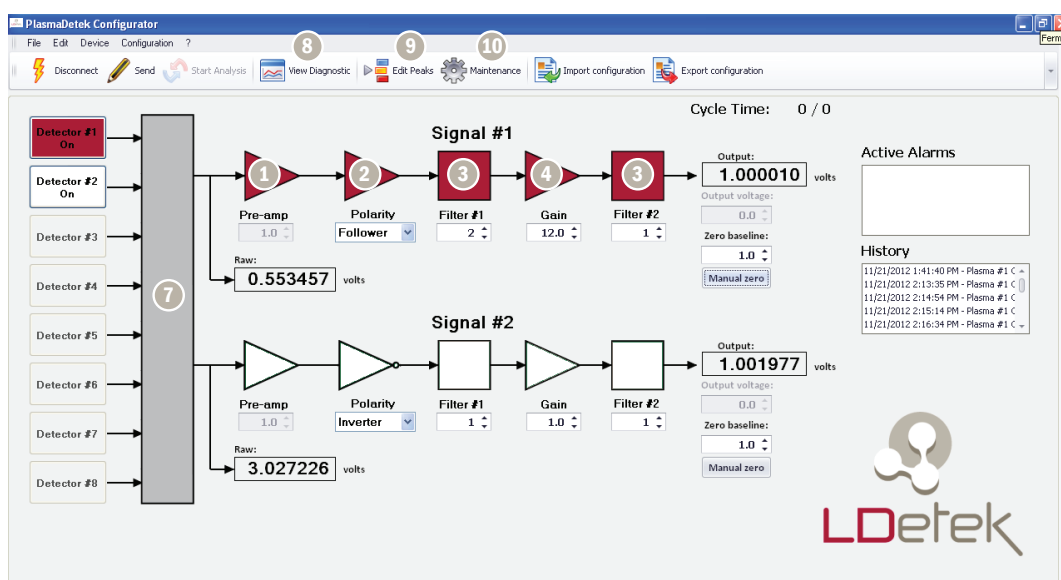 PlasmaDetek Configurator
Ferm
File Edit Device Configuration ?
8 9 10
Disconnect Send Start Analysis View Diagnostic Edit Peaks Maintenance Import configuration Export configuration
Cycle Time: 0 / 0
Detector #1
On
Detector #2
On
Detector #3
Detector #4
Detector #5
Detector #6
Detector #7
Detector #8
7
Signal #1
1 2 3 4 3
Pre-amp
1.0
Polarity
Follower
Filter #1
2
Gain
12.0
Filter #2
1
Raw:
0.553457 volts
Output:
1.000010 volts
Output voltage:
0.0
Zero baseline:
1.0
Manual zero
Signal #2
Pre-amp
1.0
Polarity
Inverter
Filter #1
1
Gain
1.0
Filter #2
1
Raw:
3.027226 volts
Output:
1.001977 volts
Output voltage:
0.0
Zero baseline:
1.0
Manual zero
Active Alarms
History
11/21/2012 1:41:40 PM - Plasma #1 C
11/21/2012 2:13:35 PM - Plasma #1 C
11/21/2012 2:14:54 PM - Plasma #1 C
11/21/2012 2:15:14 PM - Plasma #1 C
11/21/2012 2:16:34 PM - Plasma #1 C
LDetek